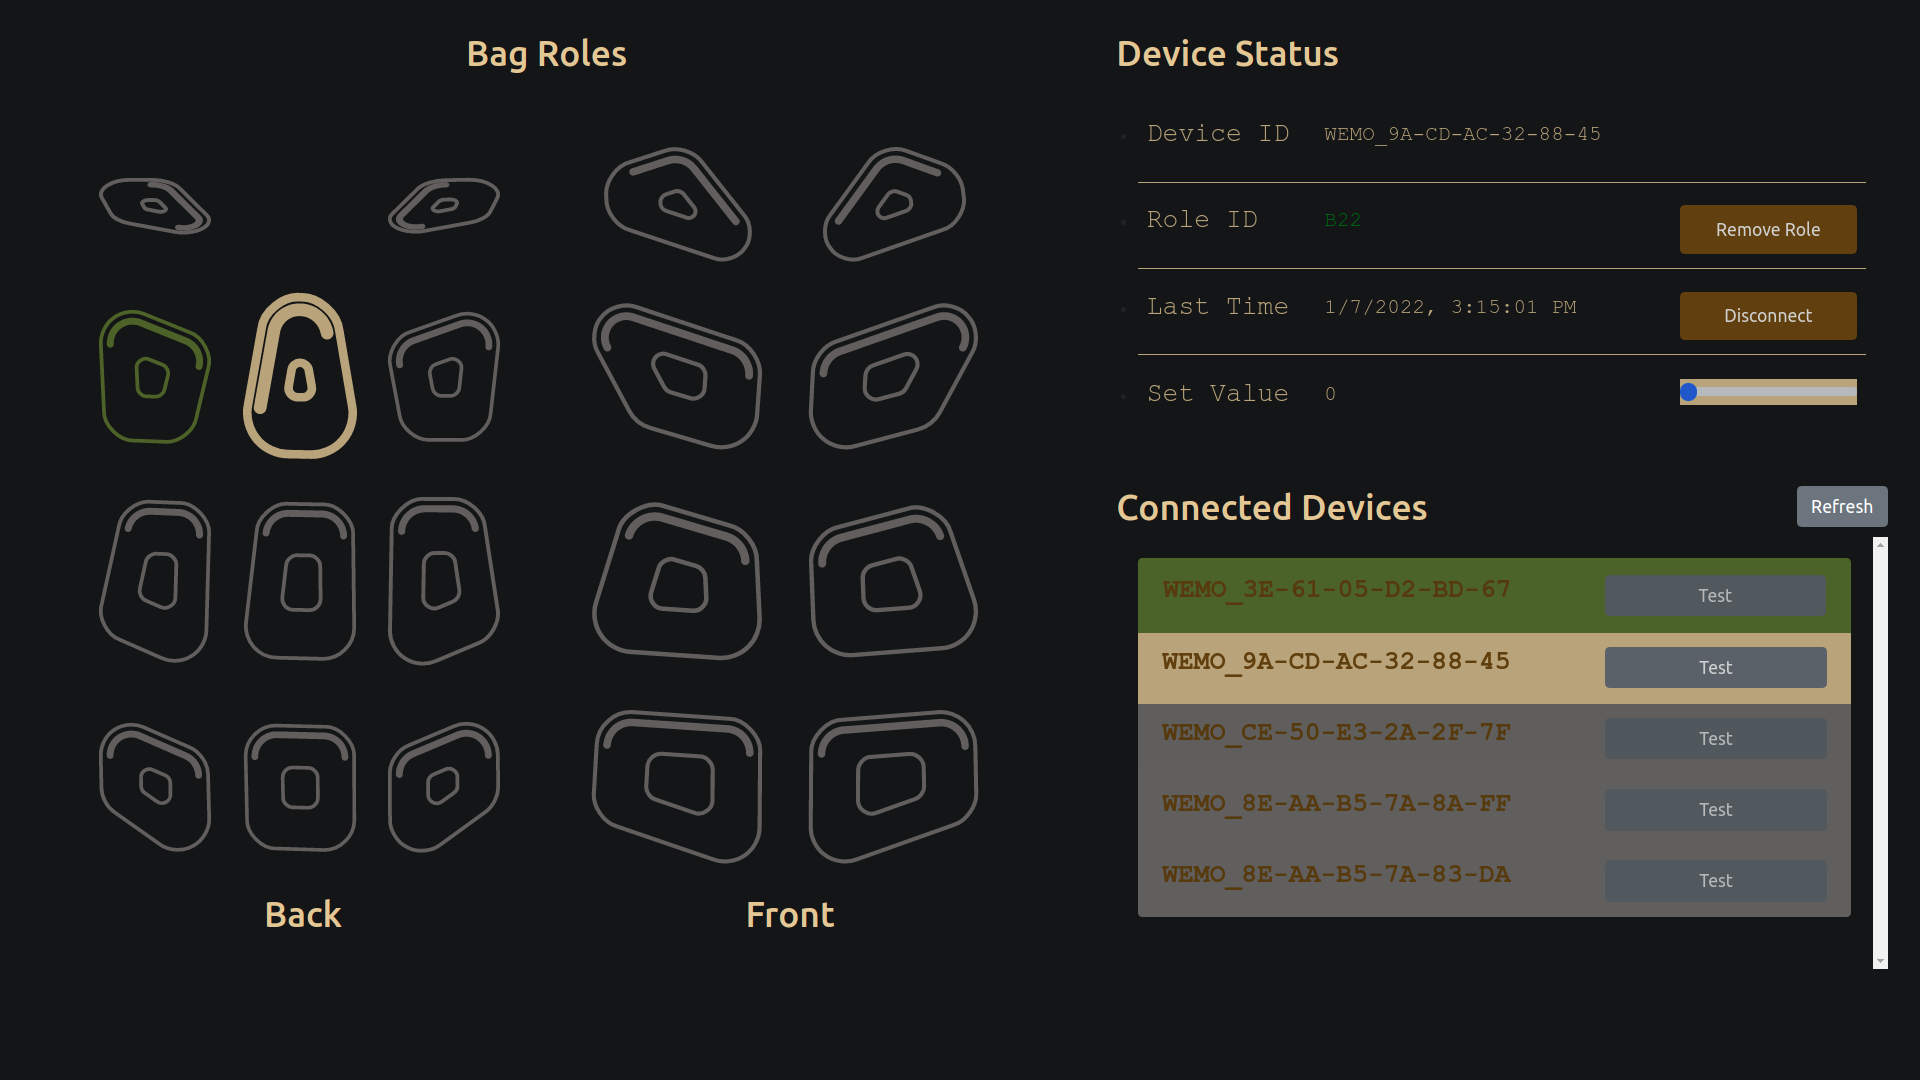 Bag Roles
Back
Front
Device Status
Device ID WEMO_9A-CD-AC-32-88-45
Role ID B22 Remove Role
Last Time 1/7/2022, 3:15:01 PM Disconnect
Set Value 0
Connected Devices Refresh
WEMO_3E-61-05-D2-BD-67 Test
WEMO_9A-CD-AC-32-88-45 Test
WEMO_CE-50-E3-2A-2F-7F Test
WEMO_8E-AA-B5-7A-8A-FF Test
WEMO_8E-AA-B5-7A-83-DA Test